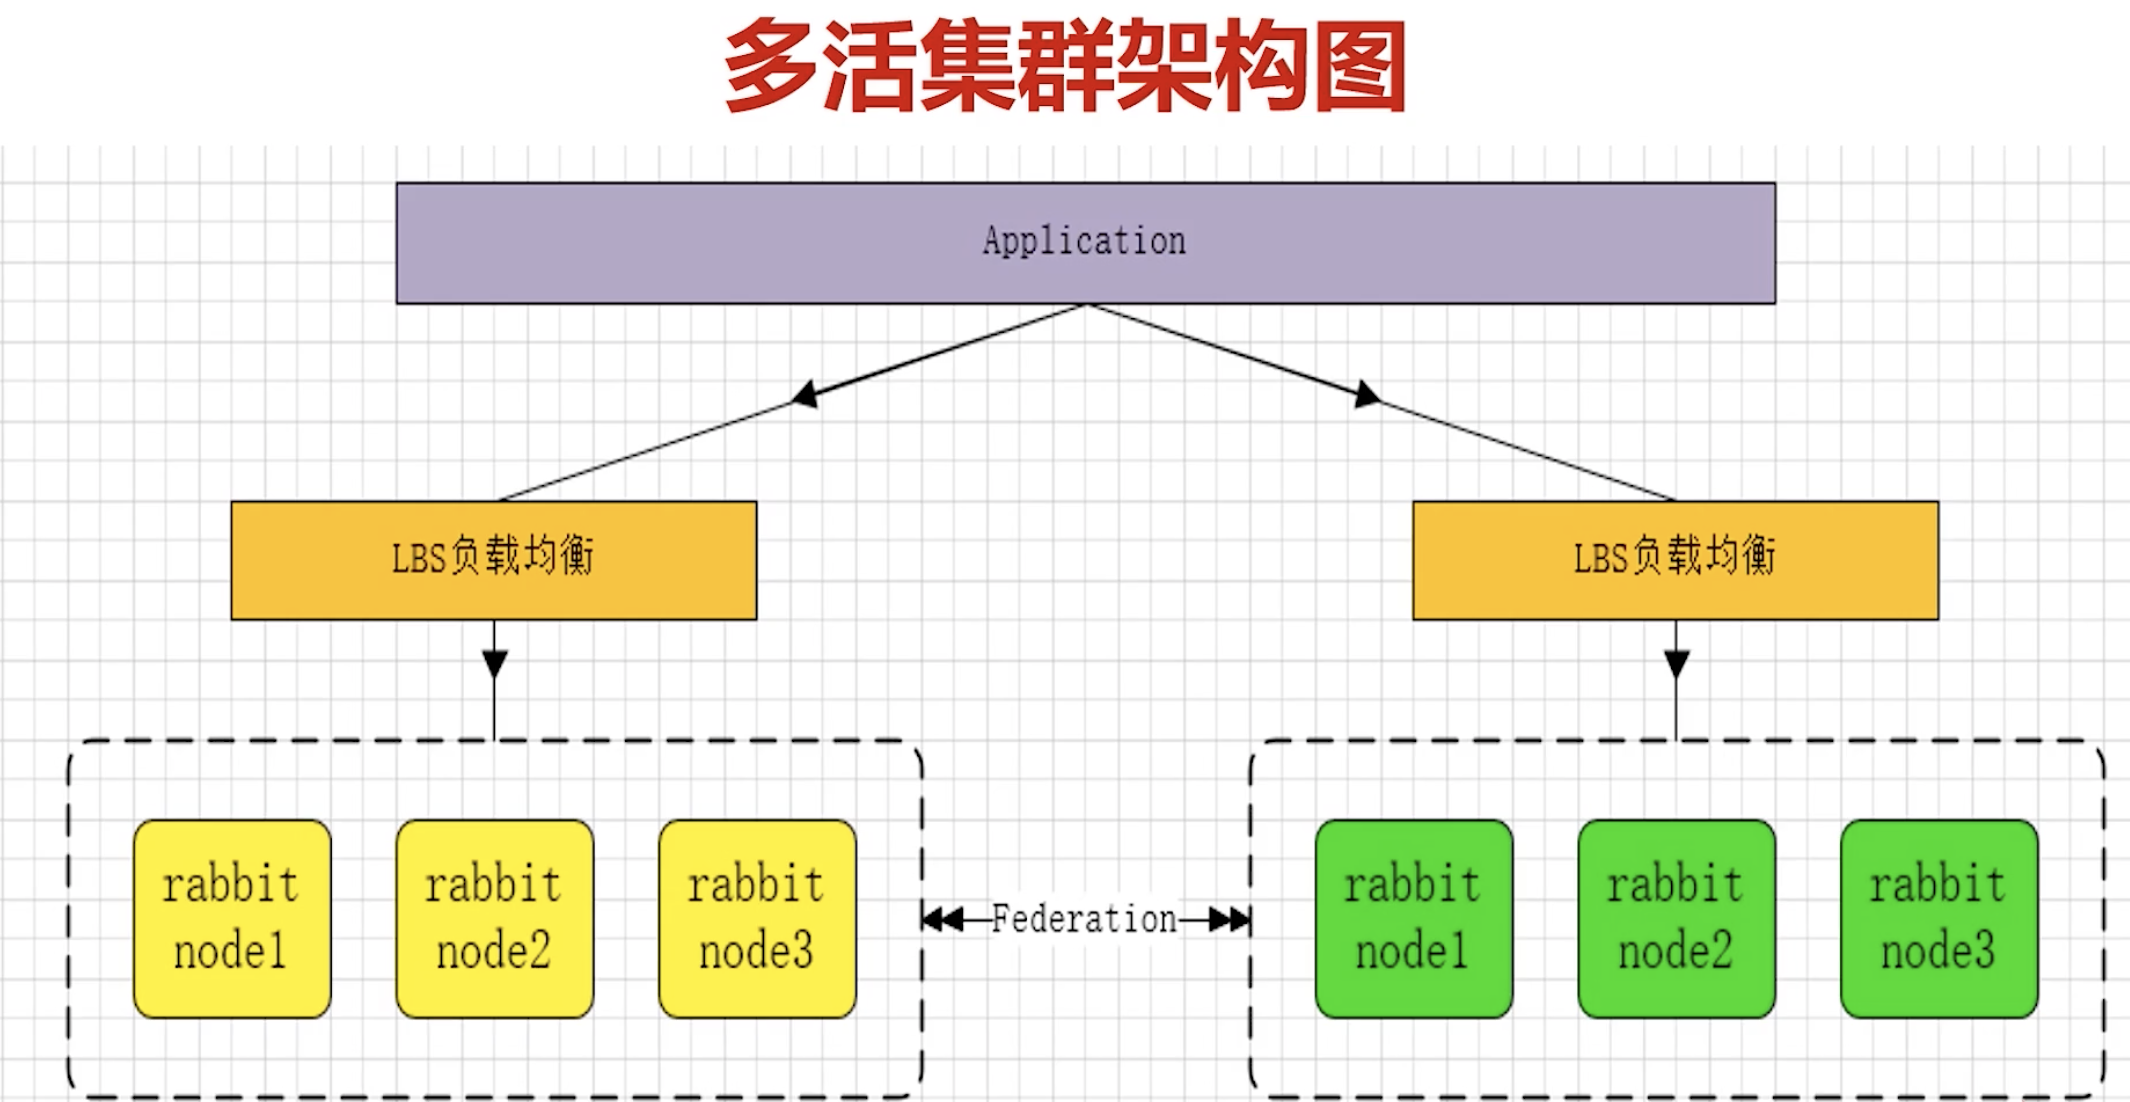 多活集群架构图
Application
LBS负载均衡
LBS负载均衡
rabbit
node1
rabbit
node2
rabbit
node3
Federation
rabbit
node1
rabbit
node2
rabbit
node3